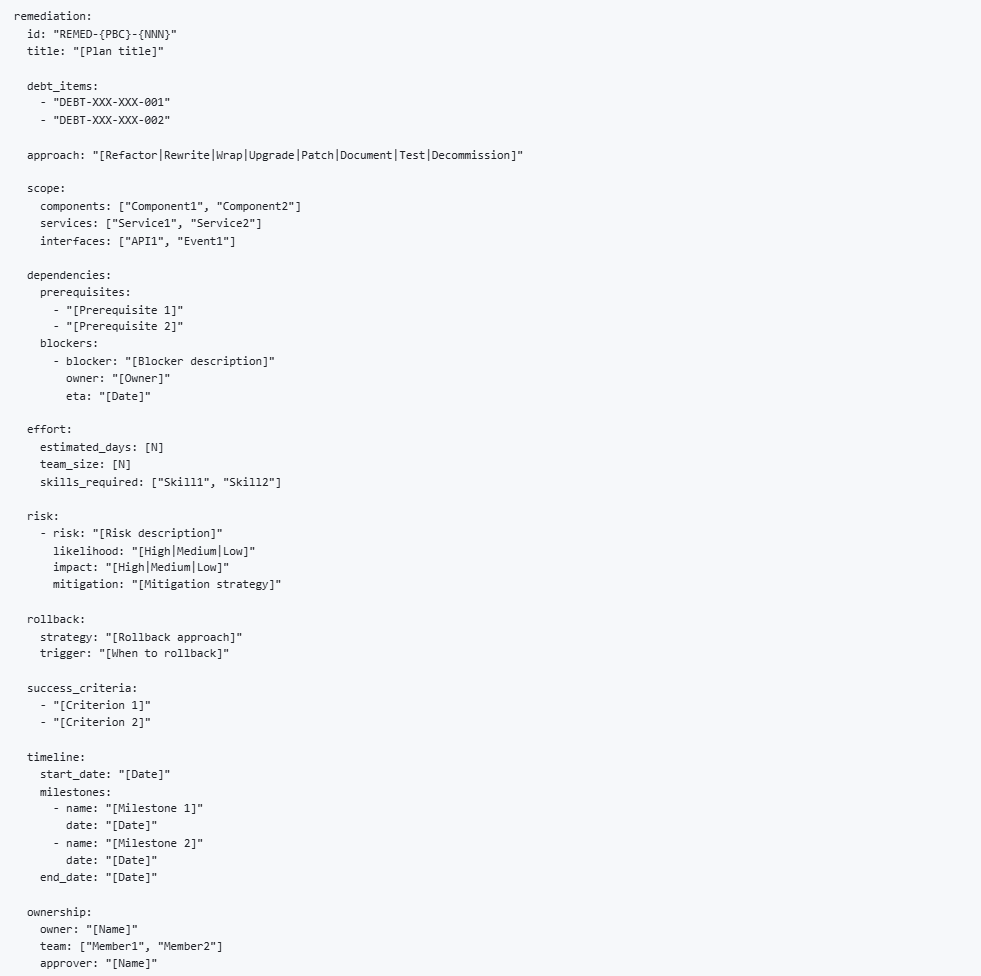 remediation:
  id: "REMED-{PBC}-{NNN}"
  title: "[Plan title]"

  debt_items:
    - "DEBT-XXX-XXX-001"
    - "DEBT-XXX-XXX-002"

  approach: "[Refactor|Rewrite|Wrap|Upgrade|Patch|Document|Test|Decommission]"

  scope:
    components: ["Component1", "Component2"]
    services: ["Service1", "Service2"]
    interfaces: ["API1", "Event1"]

  dependencies:
    prerequisites:
      - "[Prerequisite 1]"
      - "[Prerequisite 2]"
    blockers:
      - blocker: "[Blocker description]"
        owner: "[Owner]"
        eta: "[Date]"

  effort:
    estimated_days: [N]
    team_size: [N]
    skills_required: ["Skill1", "Skill2"]

  risk:
    - risk: "[Risk description]"
      likelihood: "[High|Medium|Low]"
      impact: "[High|Medium|Low]"
      mitigation: "[Mitigation strategy]"

  rollback:
    strategy: "[Rollback approach]"
    trigger: "[When to rollback]"

  success_criteria:
    - "[Criterion 1]"
    - "[Criterion 2]"

  timeline:
    start_date: "[Date]"
    milestones:
      - name: "[Milestone 1]"
        date: "[Date]"
      - name: "[Milestone 2]"
        date: "[Date]"
    end_date: "[Date]"

  ownership:
    owner: "[Name]"
    team: ["Member1", "Member2"]
    approver: "[Name]"